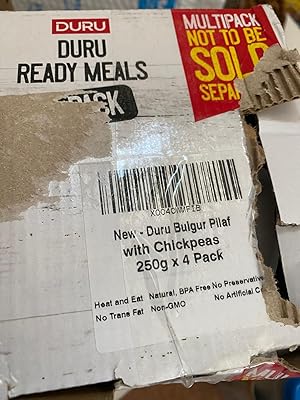 DURU
DURU
READY MEALS
MULTIPACK
NOT TO BE
SOLD
New - Duru Bulgur Pilaf
with Chickpeas
250g x 4 Pack
Heat and Eat Natural, BPA Free No Preservative
No Trans Fat Non-GMO No Artificial